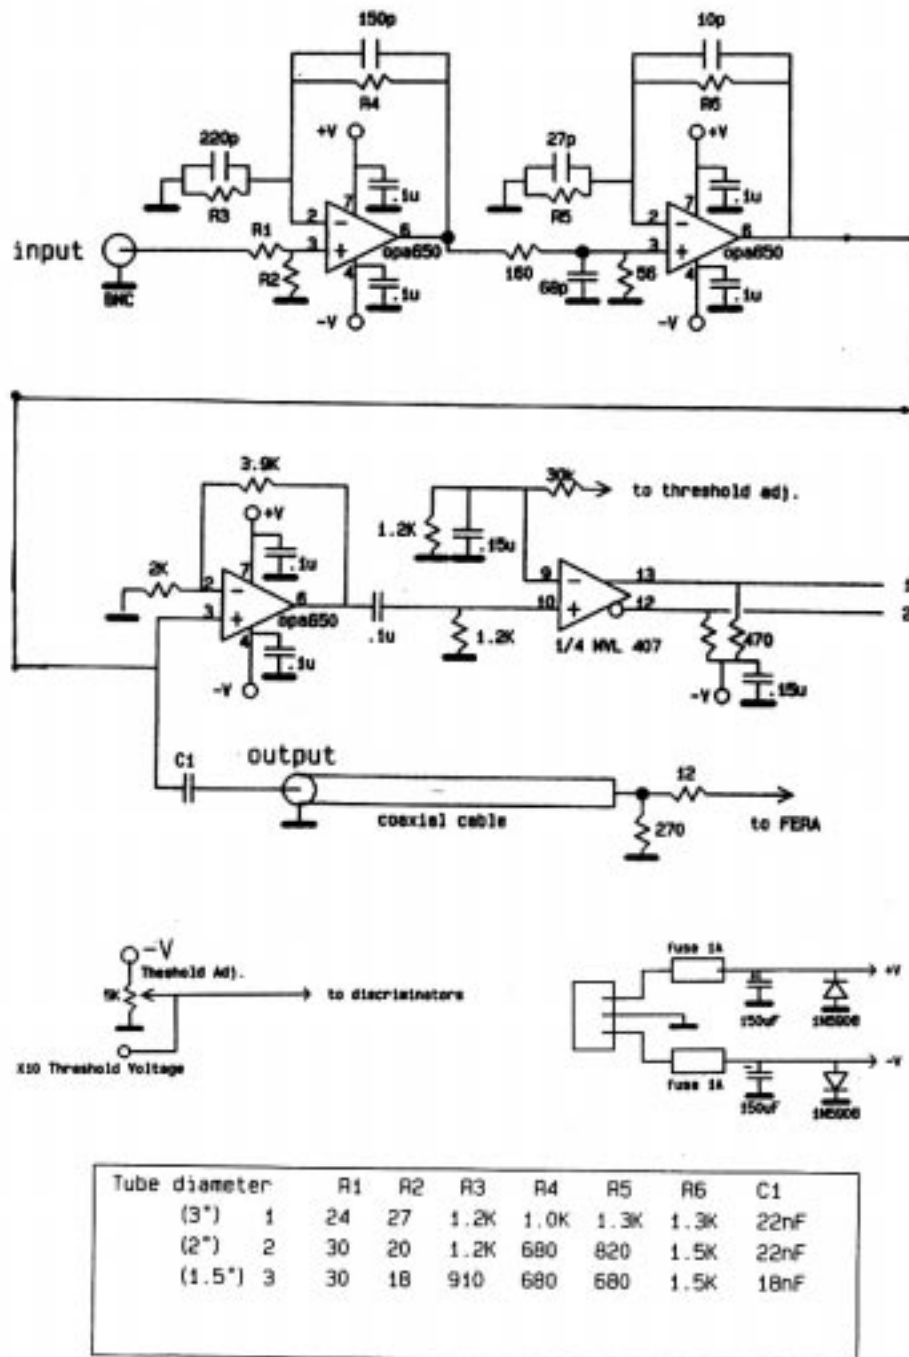 150p
10p
R4
R6
+V
+V
220p
27p
R3
R5
.1u
.1u
7
7
2
2
6
6
input
R1
3
3
opa650
opa650
R2
160
56
68p
4
4
.1u
.1u
BNC
-V
-V
3.9K
30k
to threshold adj.
+V
1.2K
.15u
.1u
2K
7
2
9
13
1
6
3
10
12
2
opa650
4
.1u
.1u
1.2K
1/4 MVL 407
470
-V
-V
.15u
output
C1
12
coaxial cable
270
to FERA
-V
Theshold Adj.
5K
to discriminators
X10 Threshold Voltage
fuse 1A
+V
150uF
1N5908
-V
fuse 1A
150uF
1N5908
Tube diameter R1 R2 R3 R4 R5 R6 C1
(3") 1 24 27 1.2K 1.0K 1.3K 1.3K 22nF
(2") 2 30 20 1.2K 680 820 1.5K 22nF
(1.5") 3 30 18 910 680 680 1.5K 18nF